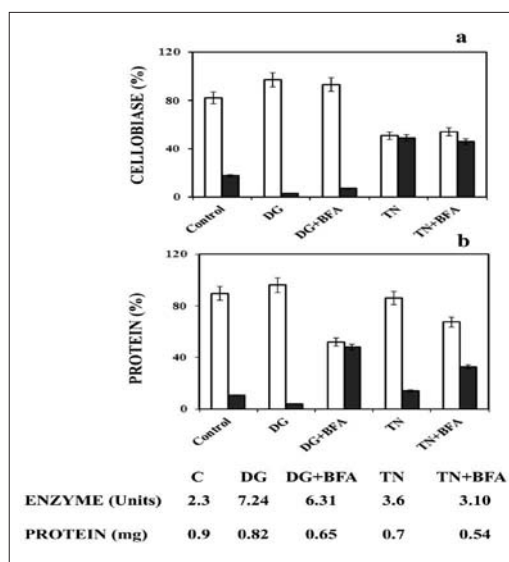 a
120
80
40
0
CELLOBIASE (%)
Control
DG
DG+BFA
TN
TN+BFA
b
120
80
40
0
PROTEIN (%)
Control
DG
DG+BFA
TN
TN+BFA
C DG DG+BFA TN TN+BFA
ENZYME (Units) 2.3 7.24 6.31 3.6 3.10
PROTEIN (mg) 0.9 0.82 0.65 0.7 0.54